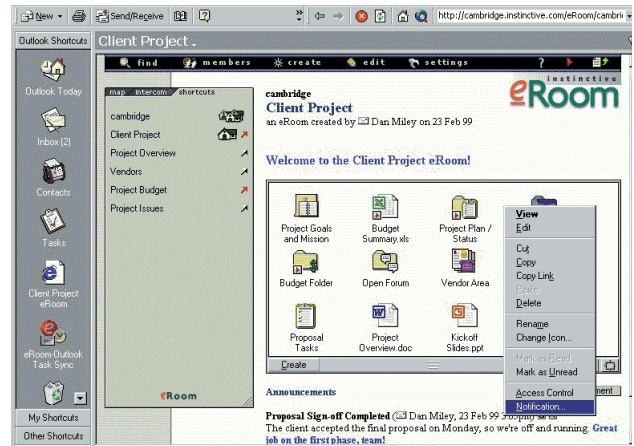 New
Send/Receive
http://cambridge.instinctive.com/eRoom/cambri
Outlook Shortcuts
Client Project
find members create edit settings ?
Outlook Today
Inbox (2)
Contacts
Tasks
Client Project
eRoom
eRoom-Outlook
Task Sync
My Shortcuts
Other Shortcuts
map intercom shortcuts
cambridge
Client Project
Project Overview
Vendors
Project Budget
Project Issues
eRoom
instinctive
eRoom
cambridge
Client Project
an eRoom created by Dan Miley on 23 Feb 99
Welcome to the Client Project eRoom!
Project Goals
and Mission
Budget
Summary.xls
Project Plan /
Status
Budget Folder
Open Forum
Vendor Area
Proposal
Tasks
Project
Overview.doc
Kickoff
Slides.ppt
Create
View
Edit
Cut
Copy
Copy Link
Paste
Delete
Rename
Change Icon...
Mark as Read
Mark as Unread
Access Control
Notification...
Announcements
Proposal Sign-off Completed (Dan Miley, 23 Feb 99
The client accepted the final proposal on Monday, so we're off and running. Great
job on the first phase, team!